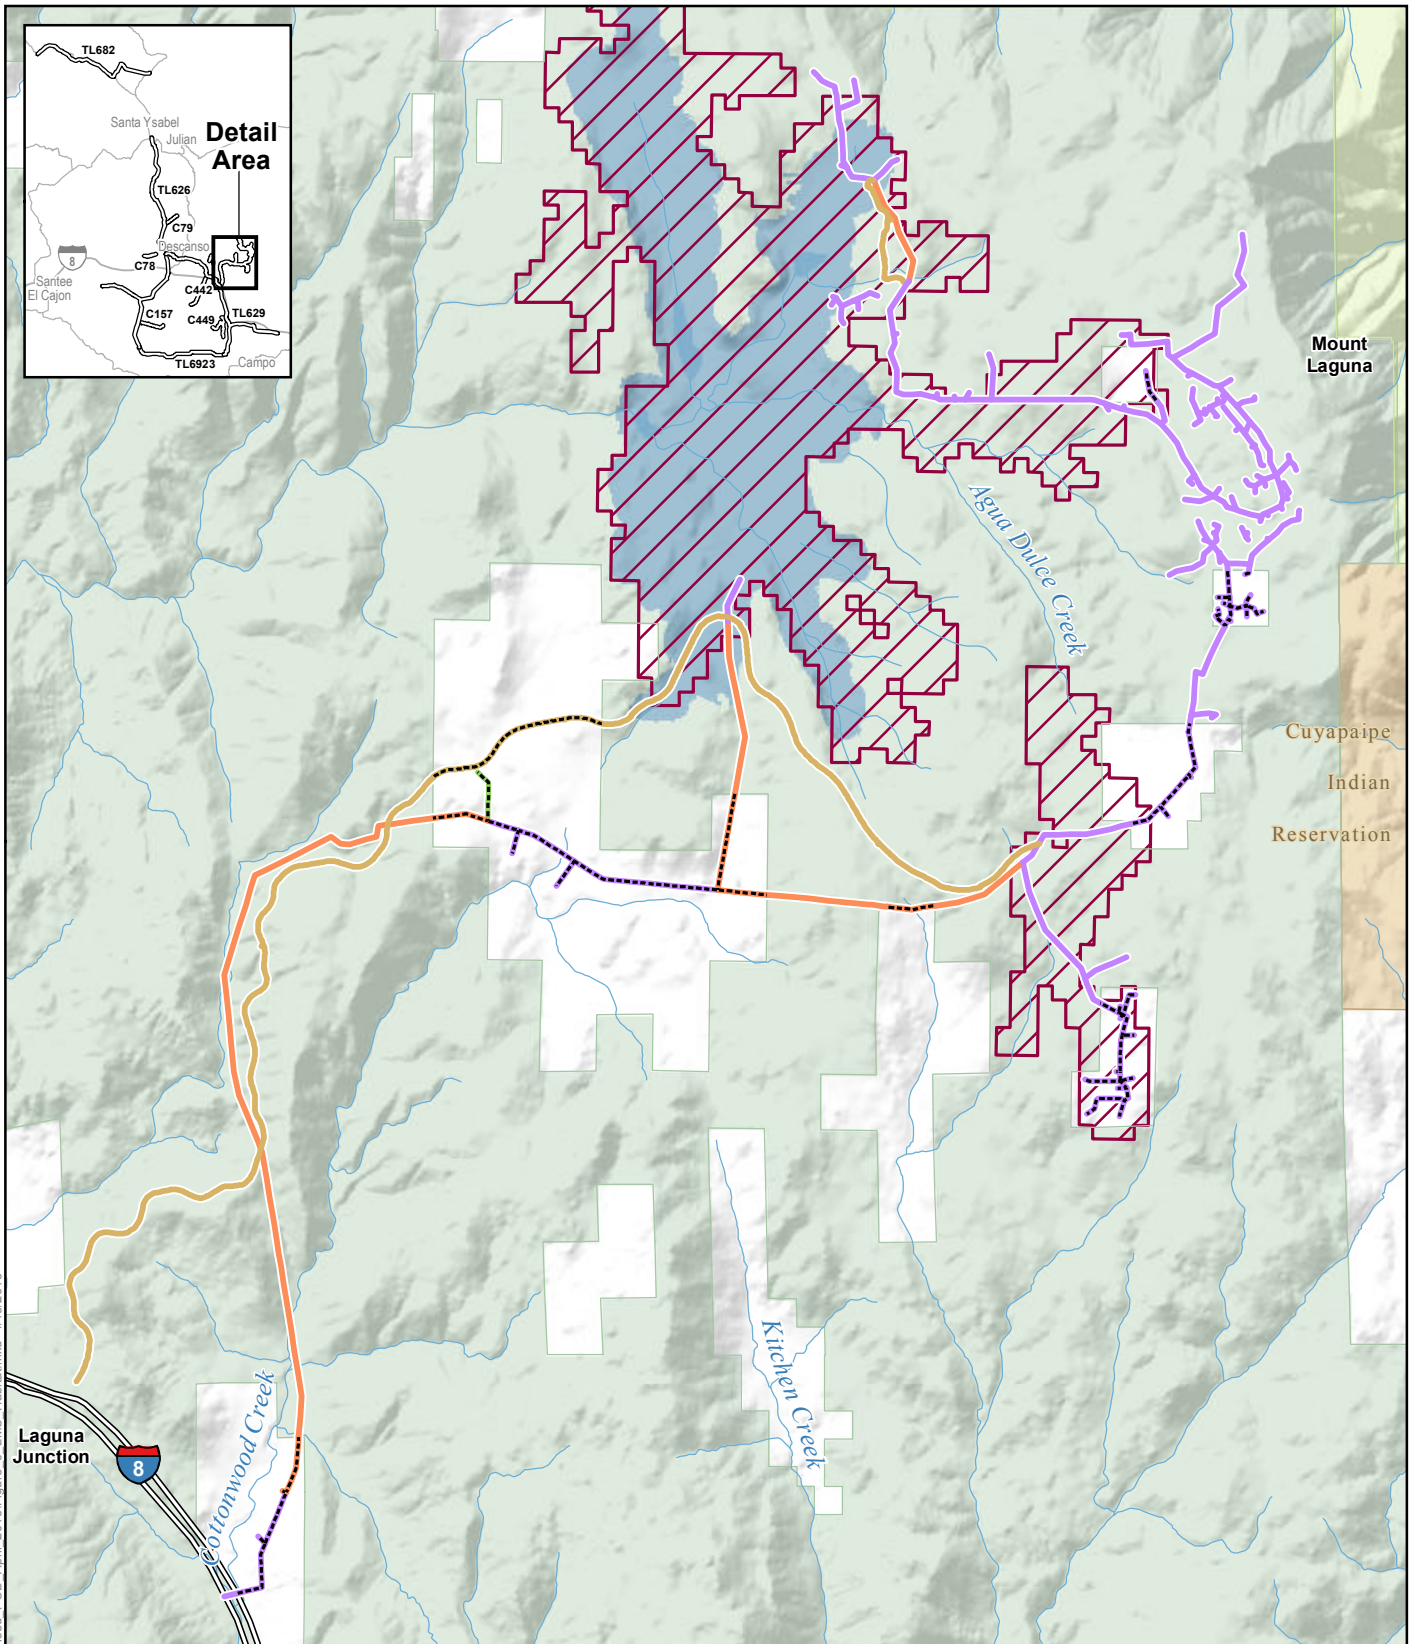 TL682
Santa Ysabel
Julian
Detail
Area
TL626
C79
Descanso
8
C78
Santee
El Cajon
C442
C157
C449
TL629
TL6923
Campo
Mount
Laguna
Agua Dulce Creek
Cuyapaipe
Indian
Reservation
Kitchen Creek
Cottonwood Creek
Laguna
Junction
8